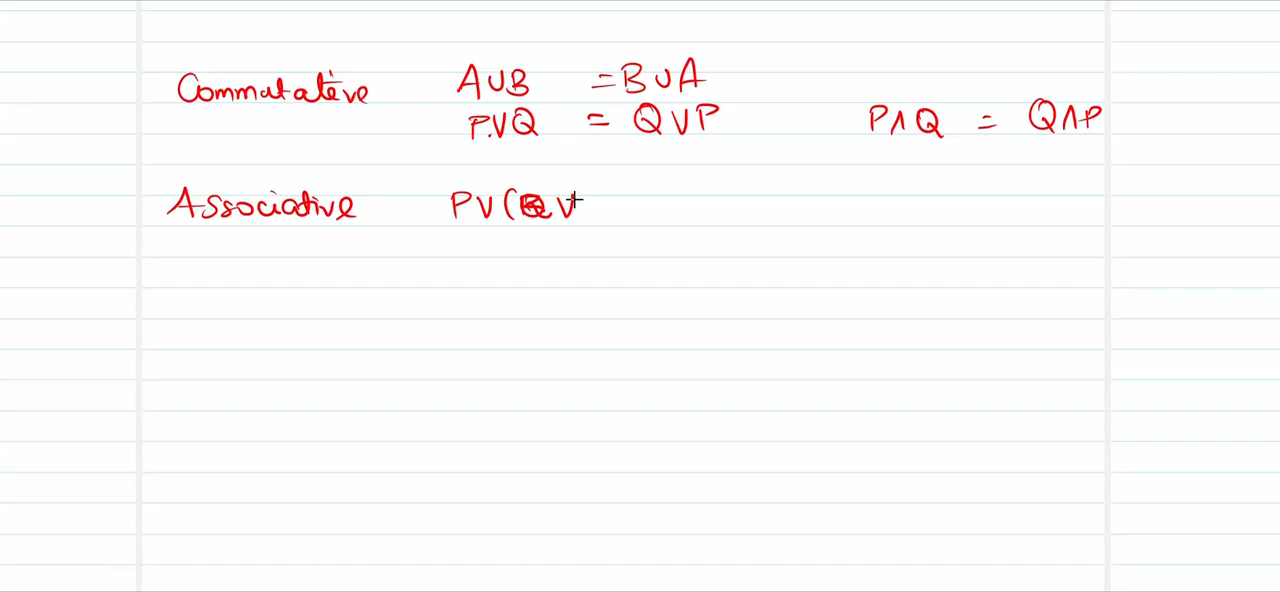 Commutative A∪B = B∪A
P∨Q = Q∨P P∧Q = Q∧P
Associative P∨(Q∨